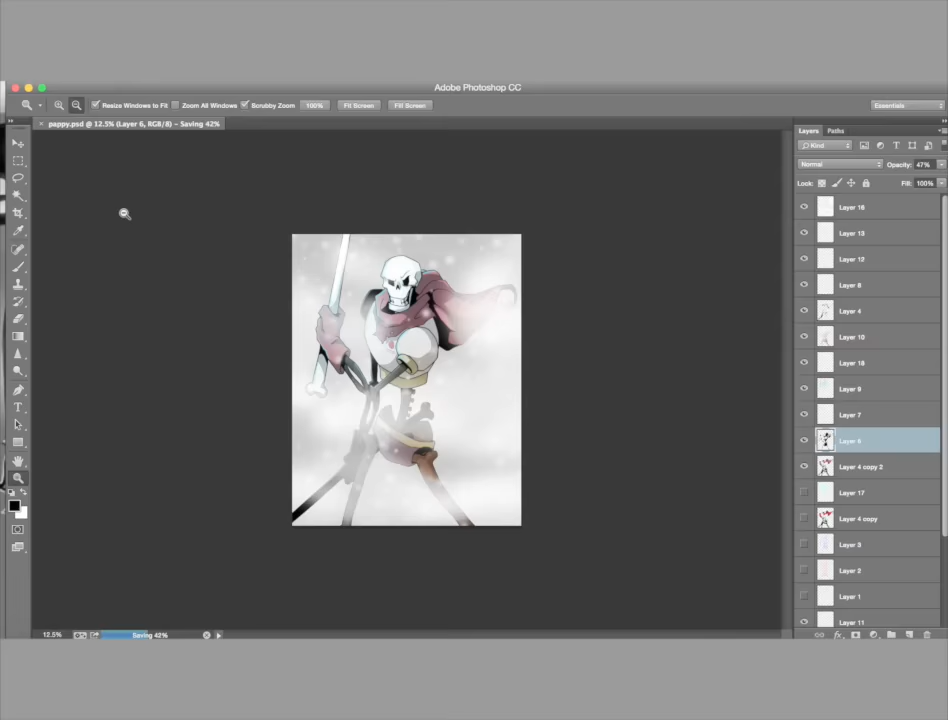 Adobe Photoshop CC
Resize Windows to Fit Zoom All Windows Scrubby Zoom 100% Fit Screen Fill Screen Essentials
× pappy.psd @ 12.5% (Layer 6, RGB/8) – Saving 42%
Layers Paths
Kind
Normal Opacity: 47%
Lock: Fill: 100%
Layer 16
Layer 13
Layer 12
Layer 8
Layer 4
Layer 10
Layer 18
Layer 9
Layer 7
Layer 6
Layer 4 copy 2
Layer 17
Layer 4 copy
Layer 3
Layer 2
Layer 1
Layer 11
12.5% Saving 42%